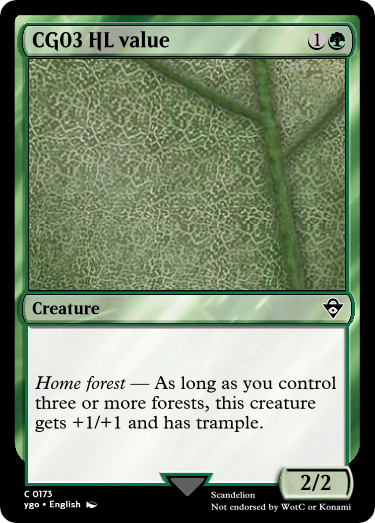 CG03 HL value 1
Creature
Home forest — As long as you control
three or more forests, this creature
gets +1/+1 and has trample.
2/2
C 0173
ygo • English
Scandelion
Not endorsed by WotC or Konami